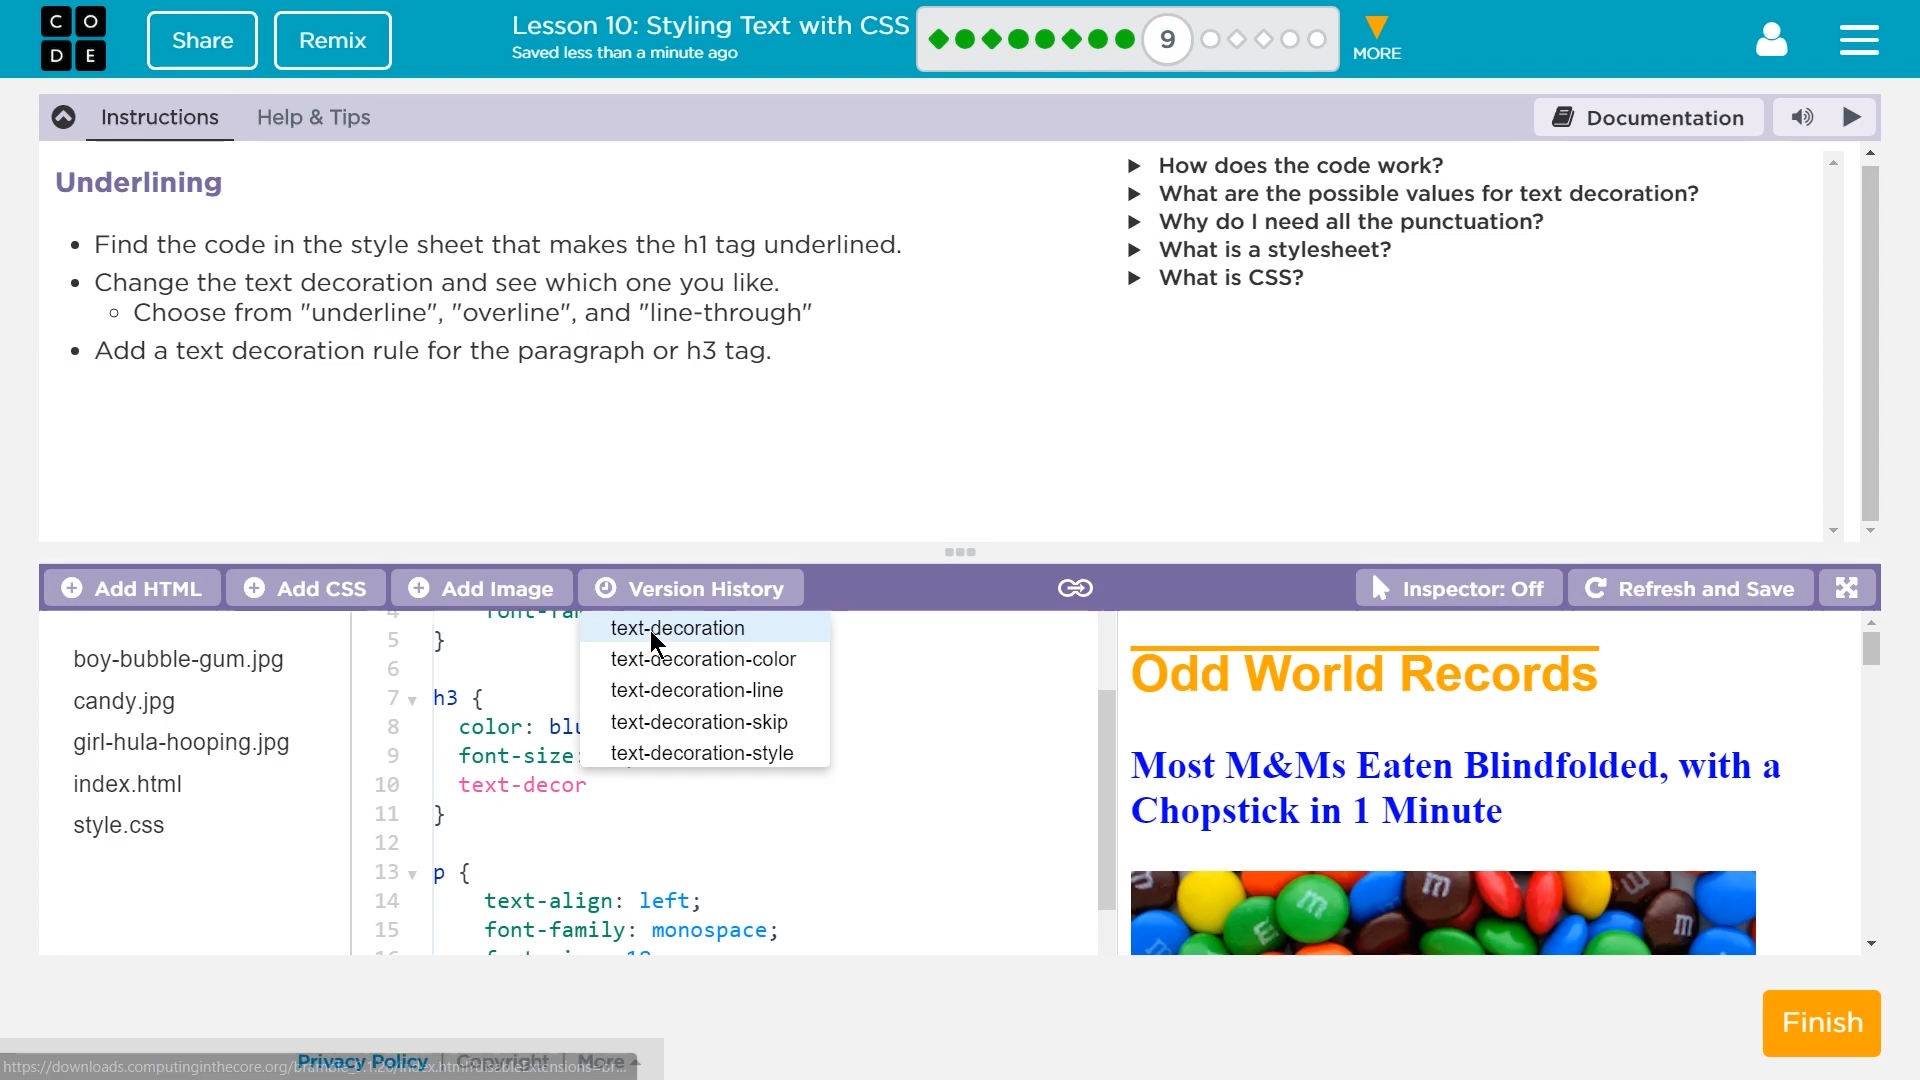 C O
D E
Share
Remix
Lesson 10: Styling Text with CSS
Saved less than a minute ago
9
MORE
Instructions
Help & Tips
Documentation
Underlining
Find the code in the style sheet that makes the h1 tag underlined.
Change the text decoration and see which one you like.
Choose from "underline", "overline", and "line-through"
Add a text decoration rule for the paragraph or h3 tag.
How does the code work?
What are the possible values for text decoration?
Why do I need all the punctuation?
What is a stylesheet?
What is CSS?
Add HTML
Add CSS
Add Image
Version History
Inspector: Off
Refresh and Save
boy-bubble-gum.jpg
candy.jpg
girl-hula-hooping.jpg
index.html
style.css
5 }
6
7 h3 {
8 color: blu
9 font-size:
10 text-decor
11 }
12
13 p {
14 text-align: left;
15 font-family: monospace;
text-decoration
text-decoration-color
text-decoration-line
text-decoration-skip
text-decoration-style
Odd World Records
Most M&Ms Eaten Blindfolded, with a
Chopstick in 1 Minute
m
m
m
Finish
Privacy Policy | Copyright | More